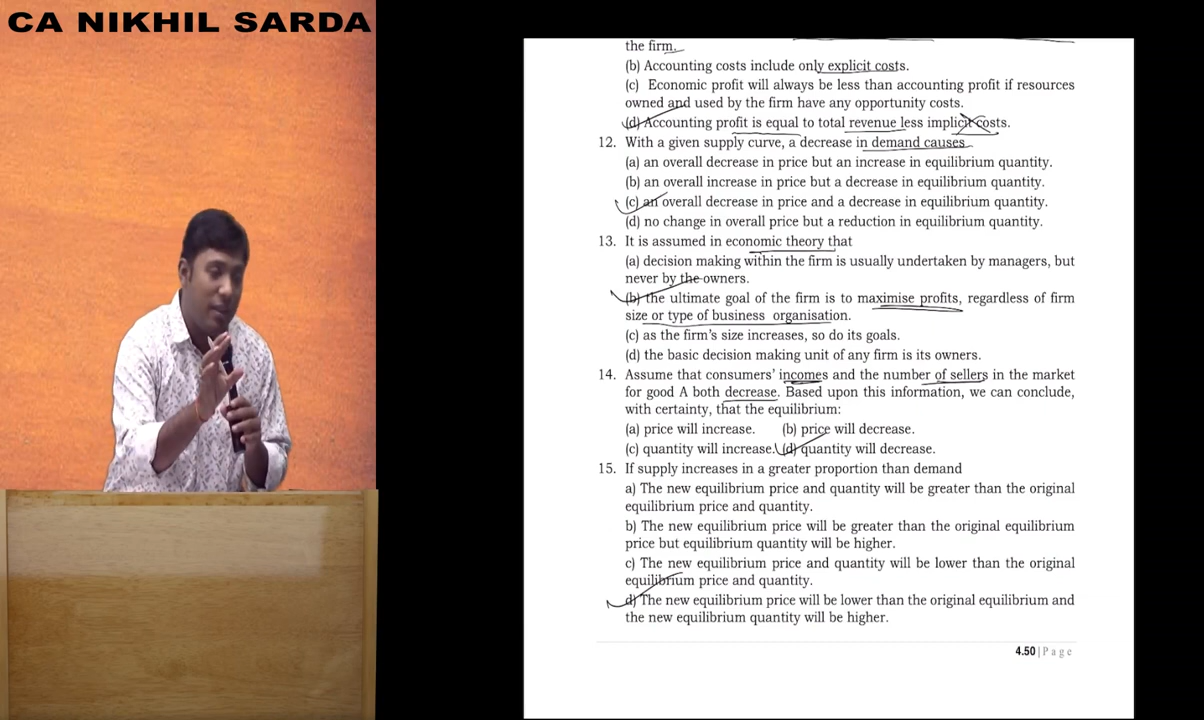 CA NIKHIL SARDA
the firm.
(b) Accounting costs include only explicit costs.
(c) Economic profit will always be less than accounting profit if resources
owned and used by the firm have any opportunity costs.
(d) Accounting profit is equal to total revenue less implicit costs.
12. With a given supply curve, a decrease in demand causes
(a) an overall decrease in price but an increase in equilibrium quantity.
(b) an overall increase in price but a decrease in equilibrium quantity.
(c) an overall decrease in price and a decrease in equilibrium quantity.
(d) no change in overall price but a reduction in equilibrium quantity.
13. It is assumed in economic theory that
(a) decision making within the firm is usually undertaken by managers, but
never by the owners.
(b) the ultimate goal of the firm is to maximise profits, regardless of firm
size or type of business organisation.
(c) as the firm's size increases, so do its goals.
(d) the basic decision making unit of any firm is its owners.
14. Assume that consumers' incomes and the number of sellers in the market
for good A both decrease. Based upon this information, we can conclude,
with certainty, that the equilibrium:
(a) price will increase. (b) price will decrease.
(c) quantity will increase. (d) quantity will decrease.
15. If supply increases in a greater proportion than demand
a) The new equilibrium price and quantity will be greater than the original
equilibrium price and quantity.
b) The new equilibrium price will be greater than the original equilibrium
price but equilibrium quantity will be higher.
c) The new equilibrium price and quantity will be lower than the original
equilibrium price and quantity.
d) The new equilibrium price will be lower than the original equilibrium and
the new equilibrium quantity will be higher.
4.50 | Page